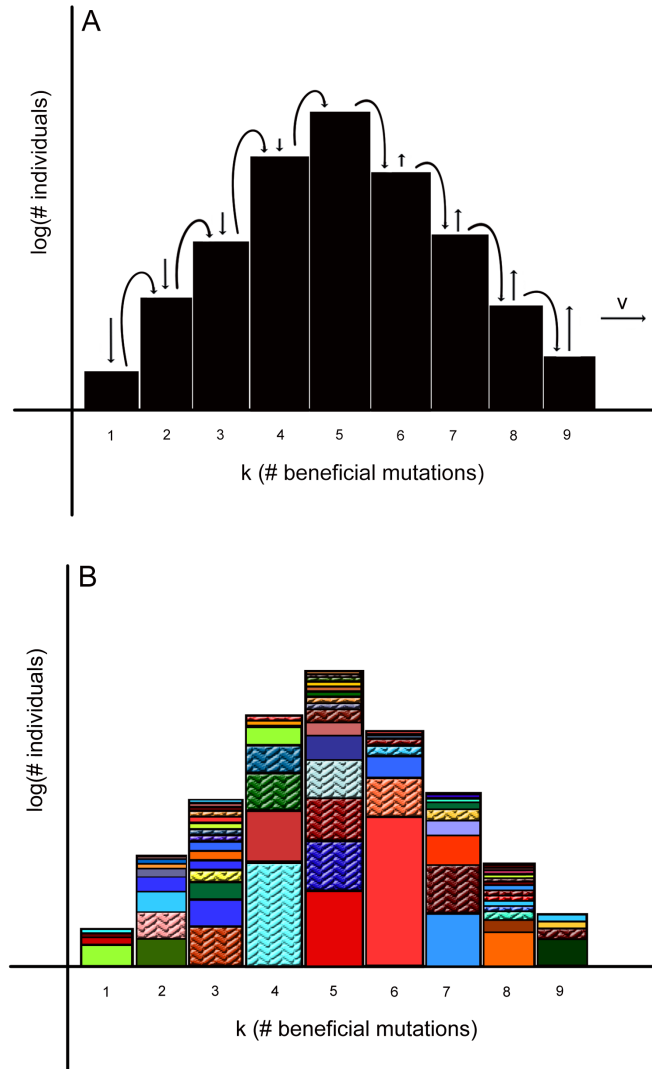 A
log(# individuals)
v
1 2 3 4 5 6 7 8 9
k (# beneficial mutations)
B
log(# individuals)
1 2 3 4 5 6 7 8 9
k (# beneficial mutations)